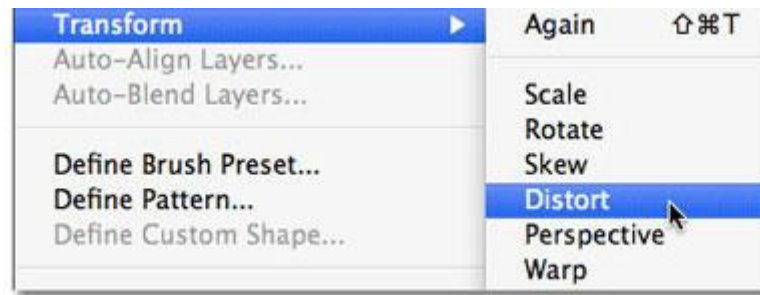 Transform
Auto-Align Layers...
Auto-Blend Layers...
Define Brush Preset...
Define Pattern...
Define Custom Shape...
Again ⇧⌘T
Scale
Rotate
Skew
Distort
Perspective
Warp